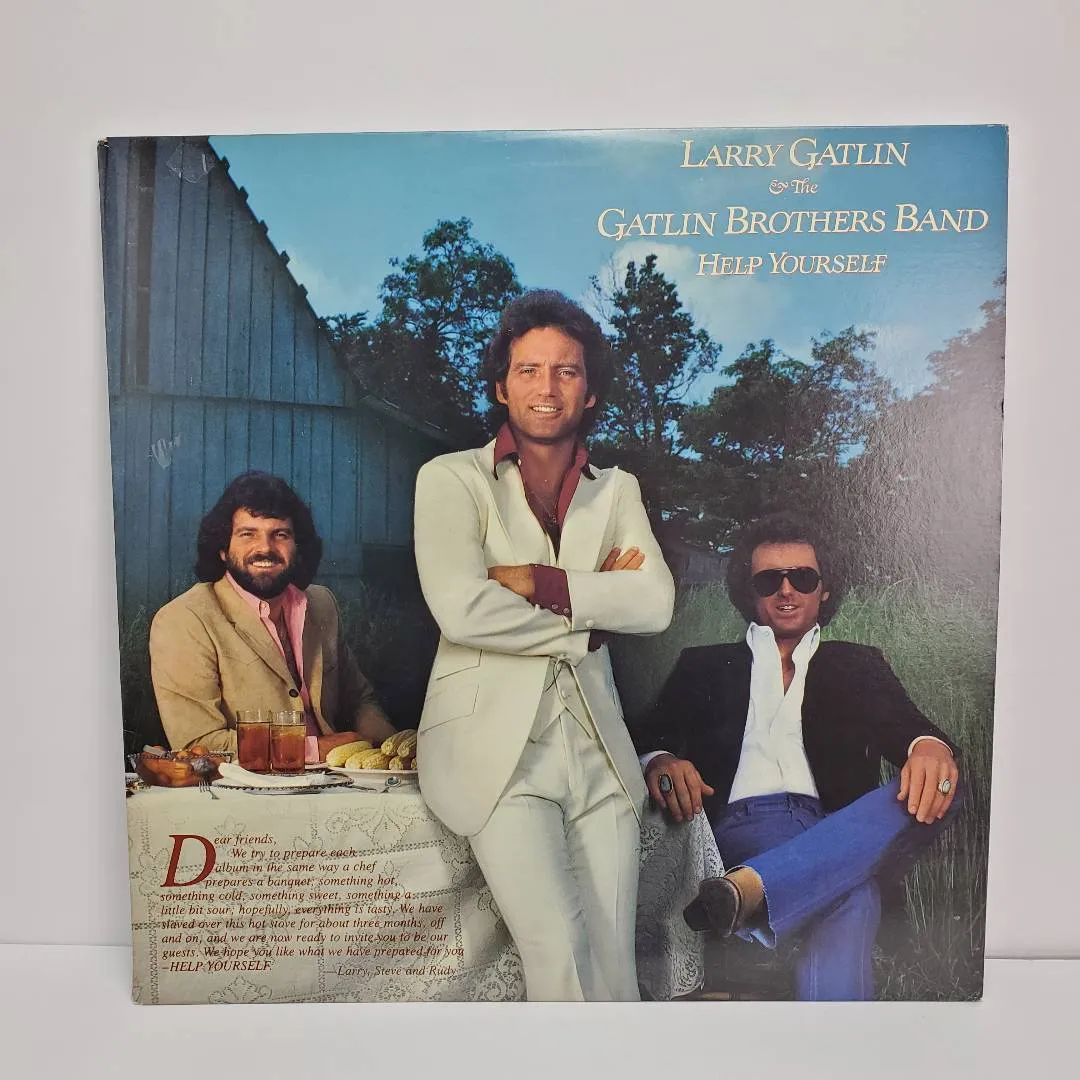 LARRY GATLIN
& The
GATLIN BROTHERS BAND
HELP YOURSELF
Dear friends,
We try to prepare each
album in the same way a chef
prepares a banquet; something hot,
something cold, something sweet, something a
little bit sour, hopefully, everything is tasty. We have
slaved over this hot stove for about three months, off
and on, and we are now ready to invite you to be our
guests. We hope you like what we have prepared for you
–HELP YOURSELF.
Larry, Steve and Rudy